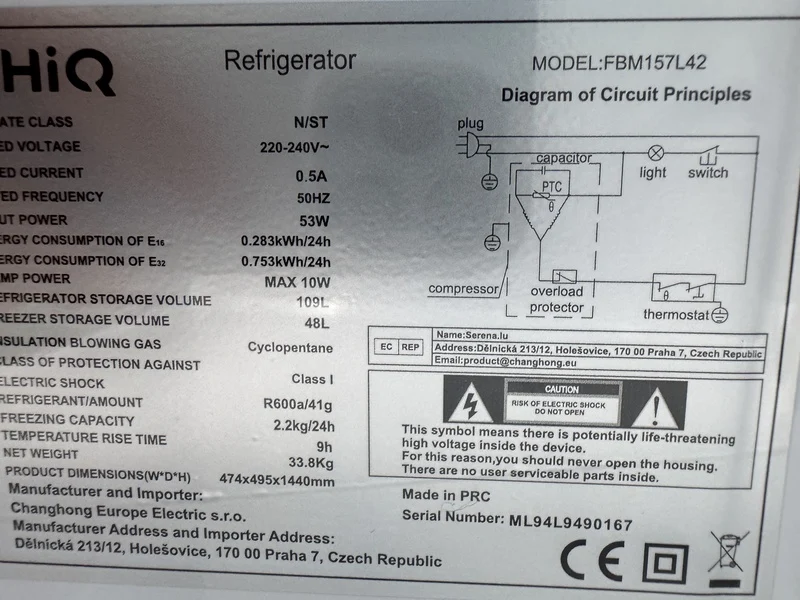 HiQ
Refrigerator
MODEL:FBM157L42
Diagram of Circuit Principles
ATE CLASS N/ST
ED VOLTAGE 220-240V~
ED CURRENT 0.5A
ED FREQUENCY 50HZ
UT POWER 53W
ERGY CONSUMPTION OF E16 0.283kWh/24h
ERGY CONSUMPTION OF E32 0.753kWh/24h
MP POWER MAX 10W
EFRIGERATOR STORAGE VOLUME 109L
REEZER STORAGE VOLUME 48L
NSULATION BLOWING GAS Cyclopentane
LASS OF PROTECTION AGAINST
ELECTRIC SHOCK Class I
REFRIGERANT/AMOUNT R600a/41g
FREEZING CAPACITY 2.2kg/24h
TEMPERATURE RISE TIME 9h
NET WEIGHT 33.8Kg
PRODUCT DIMENSIONS(W*D*H) 474x495x1440mm
Manufacturer and Importer:
Changhong Europe Electric s.r.o.
Manufacturer Address and Importer Address:
Dělnická 213/12, Holešovice, 170 00 Praha 7, Czech Republic
plug
capacitor
PTC
θ
light
switch
compressor
overload
protector
θ
thermostat
EC REP
Name:Serena.lu
Address:Dělnická 213/12, Holešovice, 170 00 Praha 7, Czech Republic
Email:product@changhong.eu
CAUTION
RISK OF ELECTRIC SHOCK
DO NOT OPEN
This symbol means there is potentially life-threatening
high voltage inside the device.
For this reason,you should never open the housing.
There are no user serviceable parts inside.
Made in PRC
Serial Number: ML94L9490167
CE